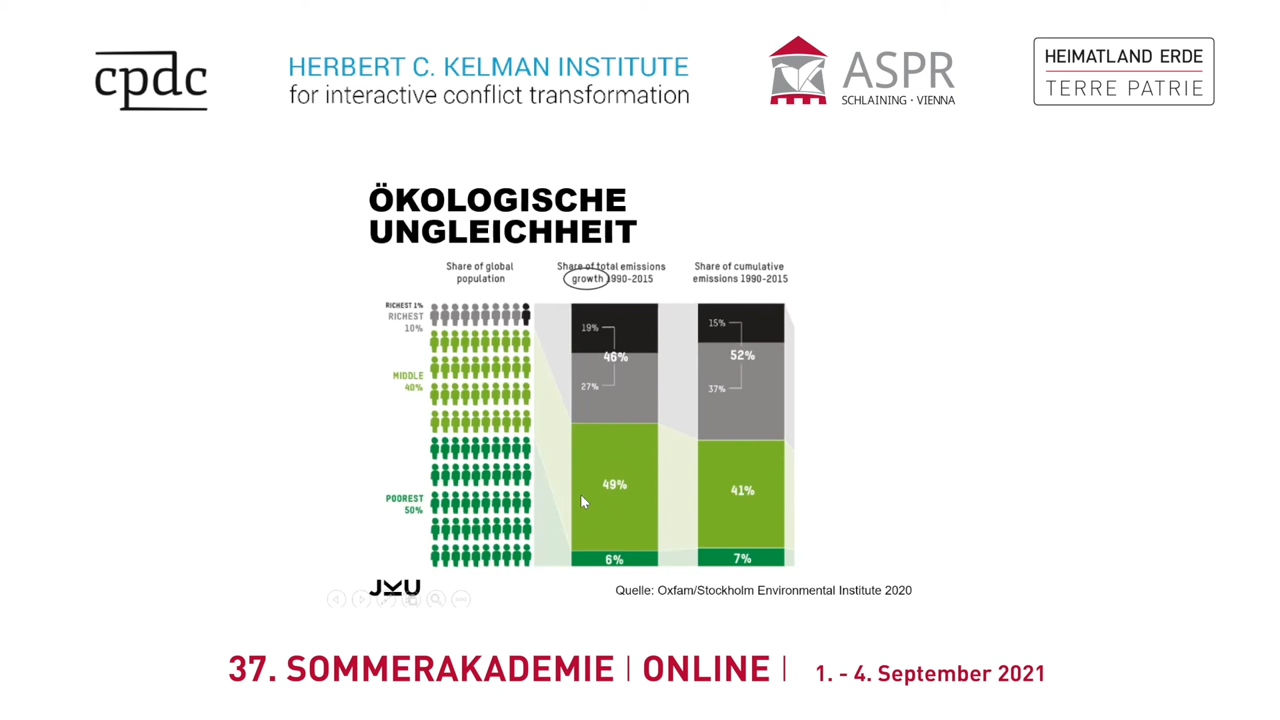 cpdc
HERBERT C. KELMAN INSTITUTE
for interactive conflict transformation
ASPR
SCHLAINING · VIENNA
HEIMATLAND ERDE
TERRE PATRIE
ÖKOLOGISCHE
UNGLEICHHEIT
Share of global
population
Share of total emissions
growth 1990-2015
Share of cumulative
emissions 1990-2015
RICHEST 1%
RICHEST
10%
MIDDLE
40%
POOREST
50%
19%
46%
27%
49%
6%
15%
52%
37%
41%
7%
JKU
Quelle: Oxfam/Stockholm Environmental Institute 2020
37. SOMMERAKADEMIE | ONLINE | 1. - 4. September 2021